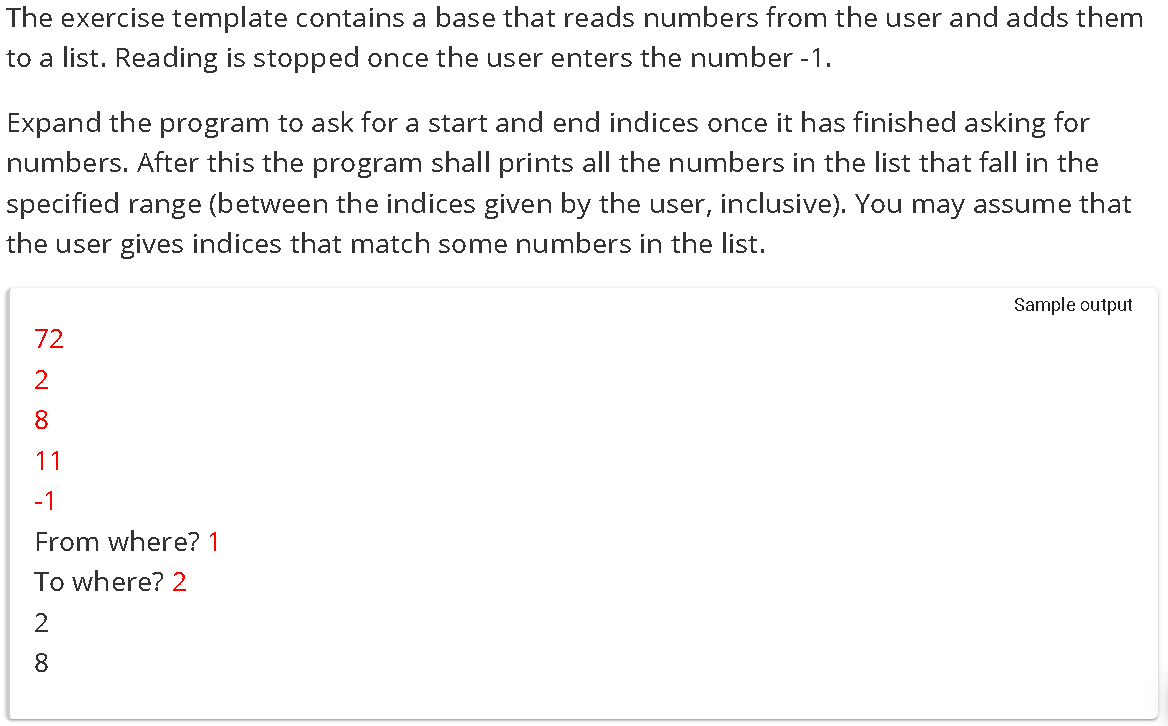 The exercise template contains a base that reads numbers from the user and adds them
to a list. Reading is stopped once the user enters the number -1.
Expand the program to ask for a start and end indices once it has finished asking for
numbers. After this the program shall prints all the numbers in the list that fall in the
specified range (between the indices given by the user, inclusive). You may assume that
the user gives indices that match some numbers in the list.
Sample output
72
2
8
11
-1
From where? 1
To where? 2
2
8